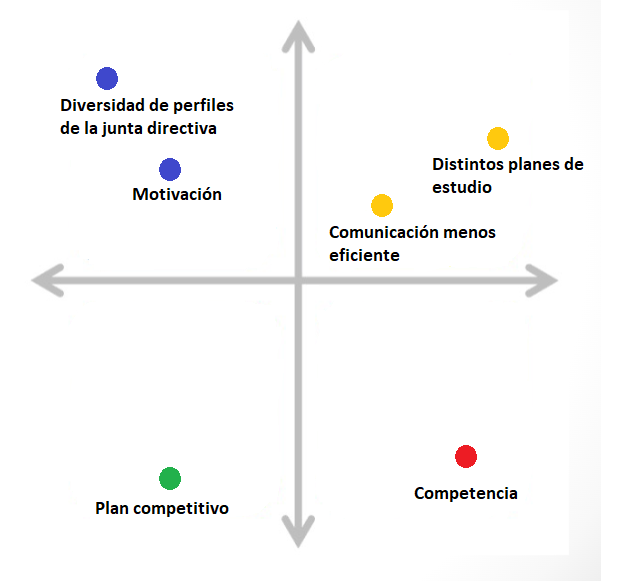 Diversidad de perfiles
de la junta directiva
Motivación
Distintos planes de
estudio
Comunicación menos
eficiente
Plan competitivo
Competencia